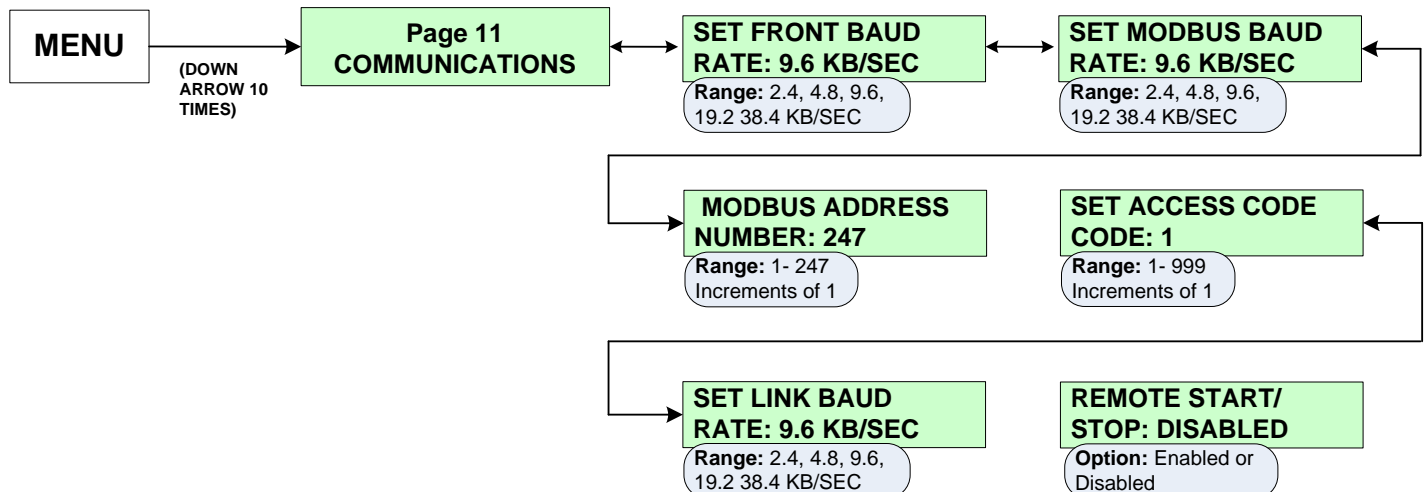 MENU
(DOWN
ARROW 10
TIMES)
Page 11
COMMUNICATIONS
SET FRONT BAUD
RATE: 9.6 KB/SEC
Range: 2.4, 4.8, 9.6,
19.2 38.4 KB/SEC
SET MODBUS BAUD
RATE: 9.6 KB/SEC
Range: 2.4, 4.8, 9.6,
19.2 38.4 KB/SEC
MODBUS ADDRESS
NUMBER: 247
Range: 1- 247
Increments of 1
SET ACCESS CODE
CODE: 1
Range: 1- 999
Increments of 1
SET LINK BAUD
RATE: 9.6 KB/SEC
Range: 2.4, 4.8, 9.6,
19.2 38.4 KB/SEC
REMOTE START/
STOP: DISABLED
Option: Enabled or
Disabled